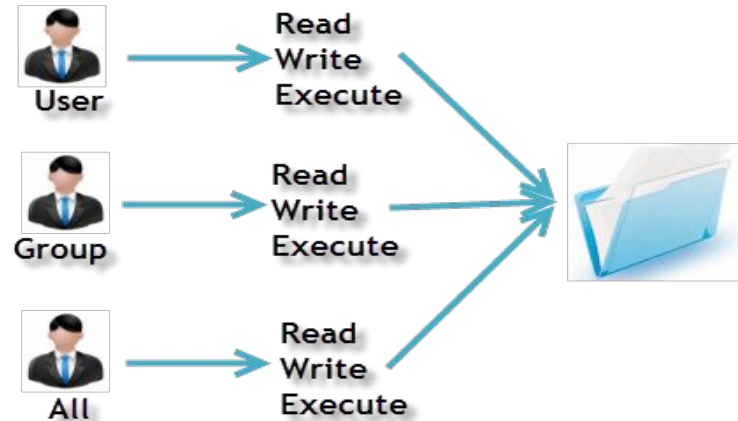 User
Read
Write
Execute
Group
Read
Write
Execute
All
Read
Write
Execute